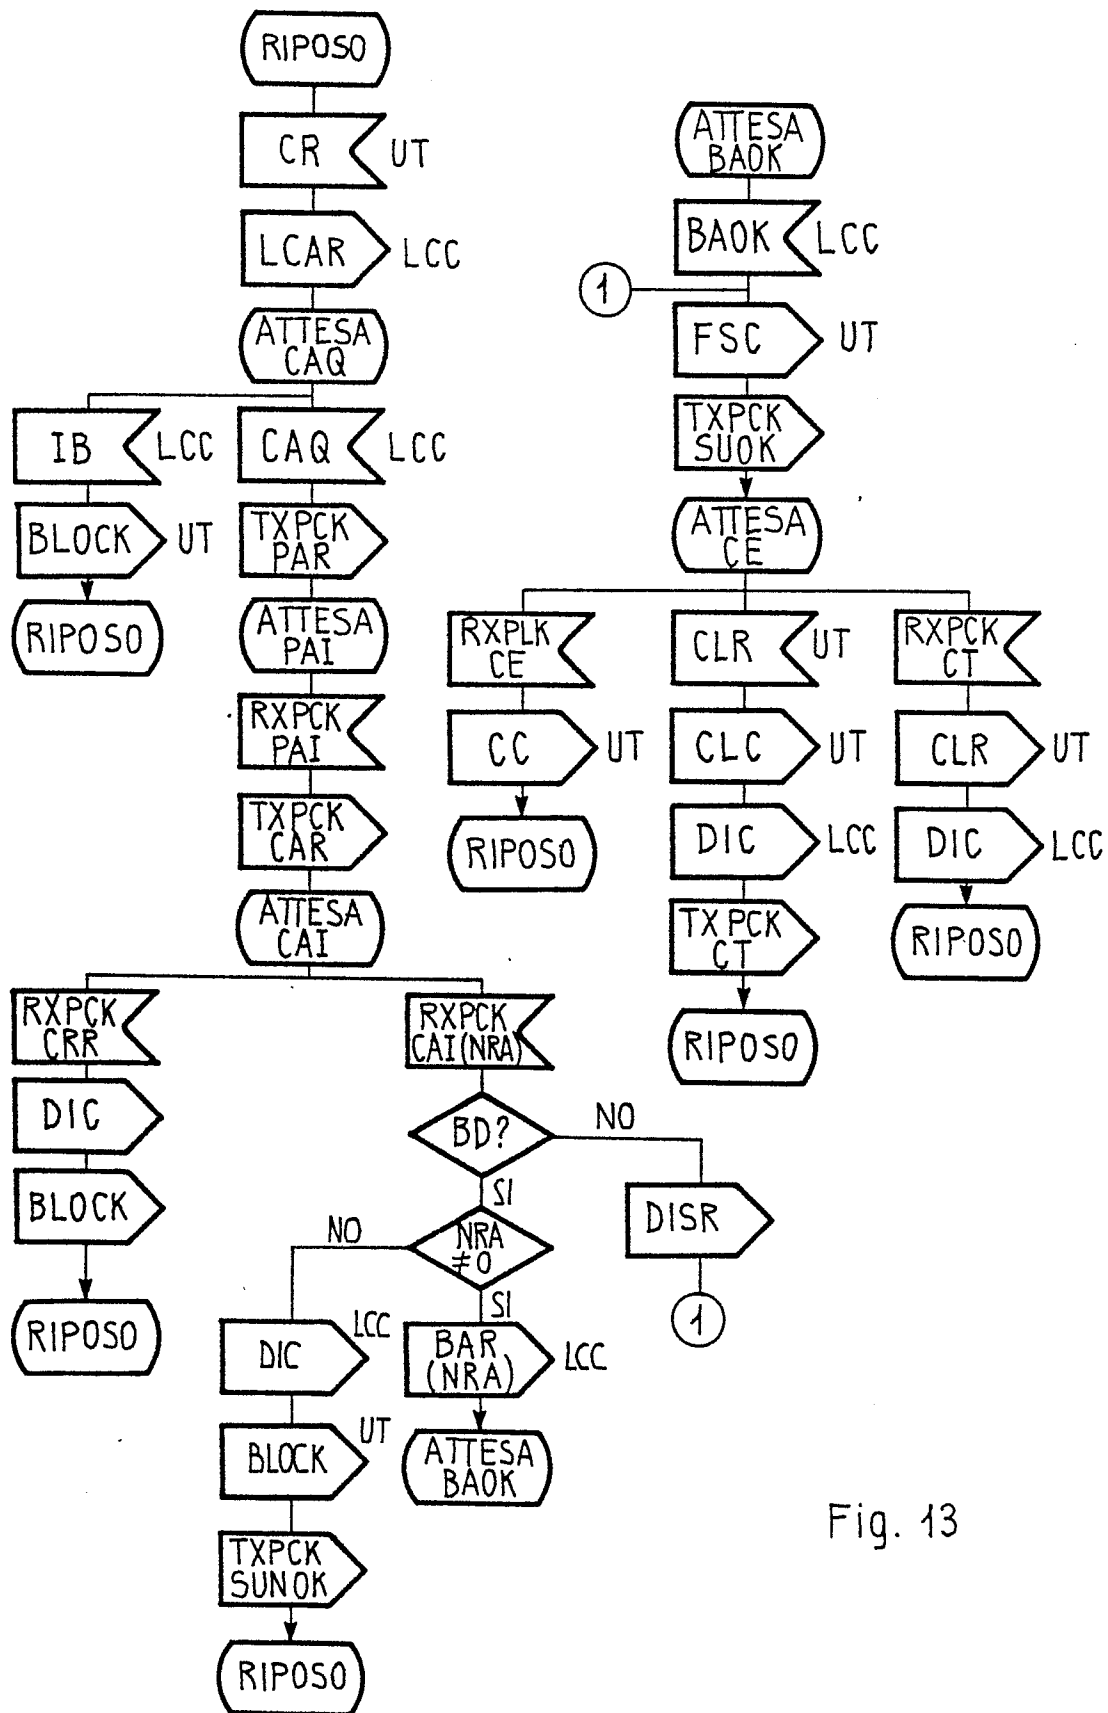 RIPOSO
CR
UT
LCAR
LCC
ATTESA
CAQ
IB
LCC
CAQ
LCC
BLOCK
UT
TXPCK
PAR
RIPOSO
ATTESA
PAI
RXPCK
PAI
TXPCK
CAR
ATTESA
CAI
RXPCK
CRR
RXPCK
CAI(NRA)
DIC
BD?
NO
SI
BLOCK
DISR
NO
NRA
≠0
SI
1
RIPOSO
DIC
LCC
BAR
(NRA)
LCC
BLOCK
UT
ATTESA
BAOK
TXPCK
SUNOK
RIPOSO
ATTESA
BAOK
BAOK
LCC
1
FSC
UT
TXPCK
SUOK
ATTESA
CE
RXPLK
CE
CLR
UT
RXPCK
CT
CC
UT
CLC
UT
CLR
UT
RIPOSO
DIC
LCC
DIC
LCC
TXPCK
CT
RIPOSO
RIPOSO
Fig. 13